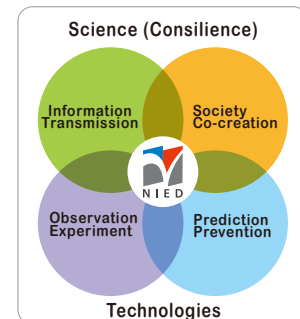 Science (Consilience)
Information
Transmission
Society
Co-creation
NIED
Observation
Experiment
Prediction
Prevention
Technologies